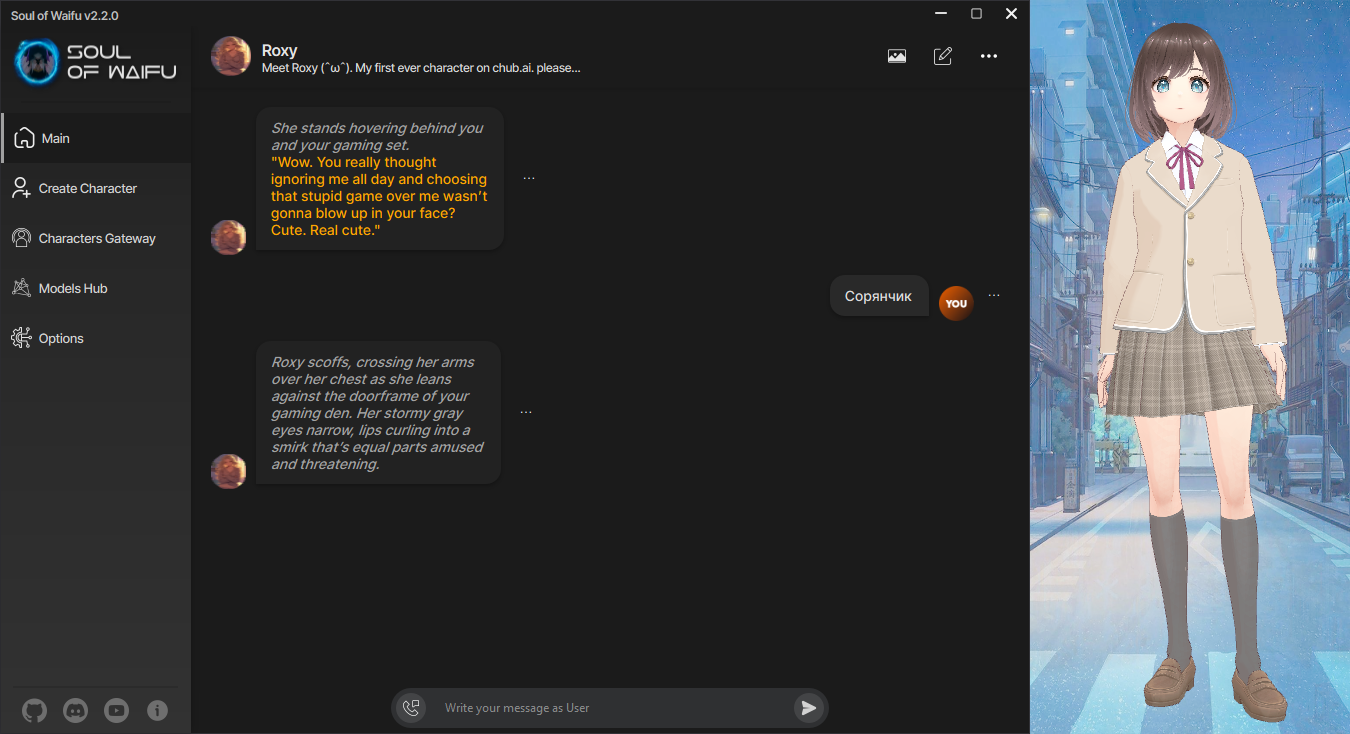 Soul of Waifu v2.2.0
SOUL
OF WAIFU
Main
Create Character
Characters Gateway
Models Hub
Options
Roxy
Meet Roxy (ˆωˆ). My first ever character on chub.ai. please...
She stands hovering behind you
and your gaming set.
"Wow. You really thought
ignoring me all day and choosing
that stupid game over me wasn't
gonna blow up in your face?
Cute. Real cute."
Сорянчик
YOU
Roxy scoffs, crossing her arms
over her chest as she leans
against the doorframe of your
gaming den. Her stormy gray
eyes narrow, lips curling into a
smirk that's equal parts amused
and threatening.
Write your message as User